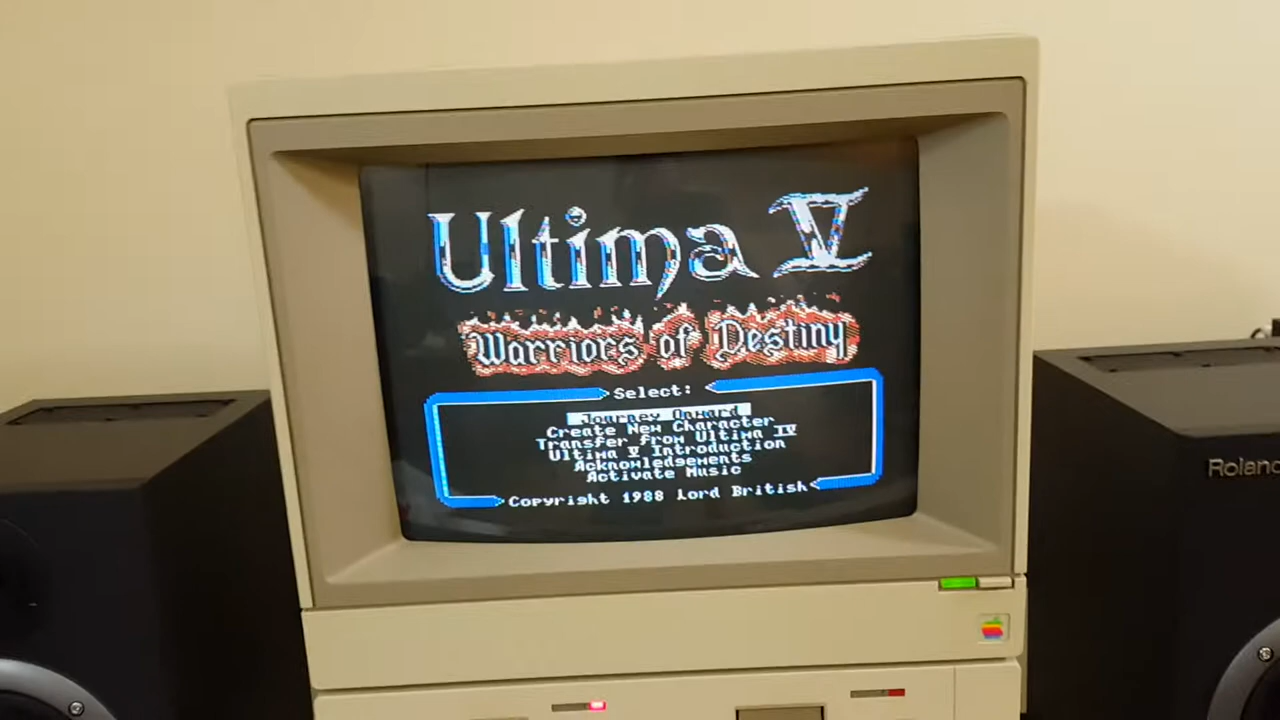 Ultima V
Warriors of Destiny
Select:
Journey Onward
Create New Character
Transfer from Ultima IV
Ultima V Introduction
Acknowledgements
Activate Music
Copyright 1988 Lord British
Roland